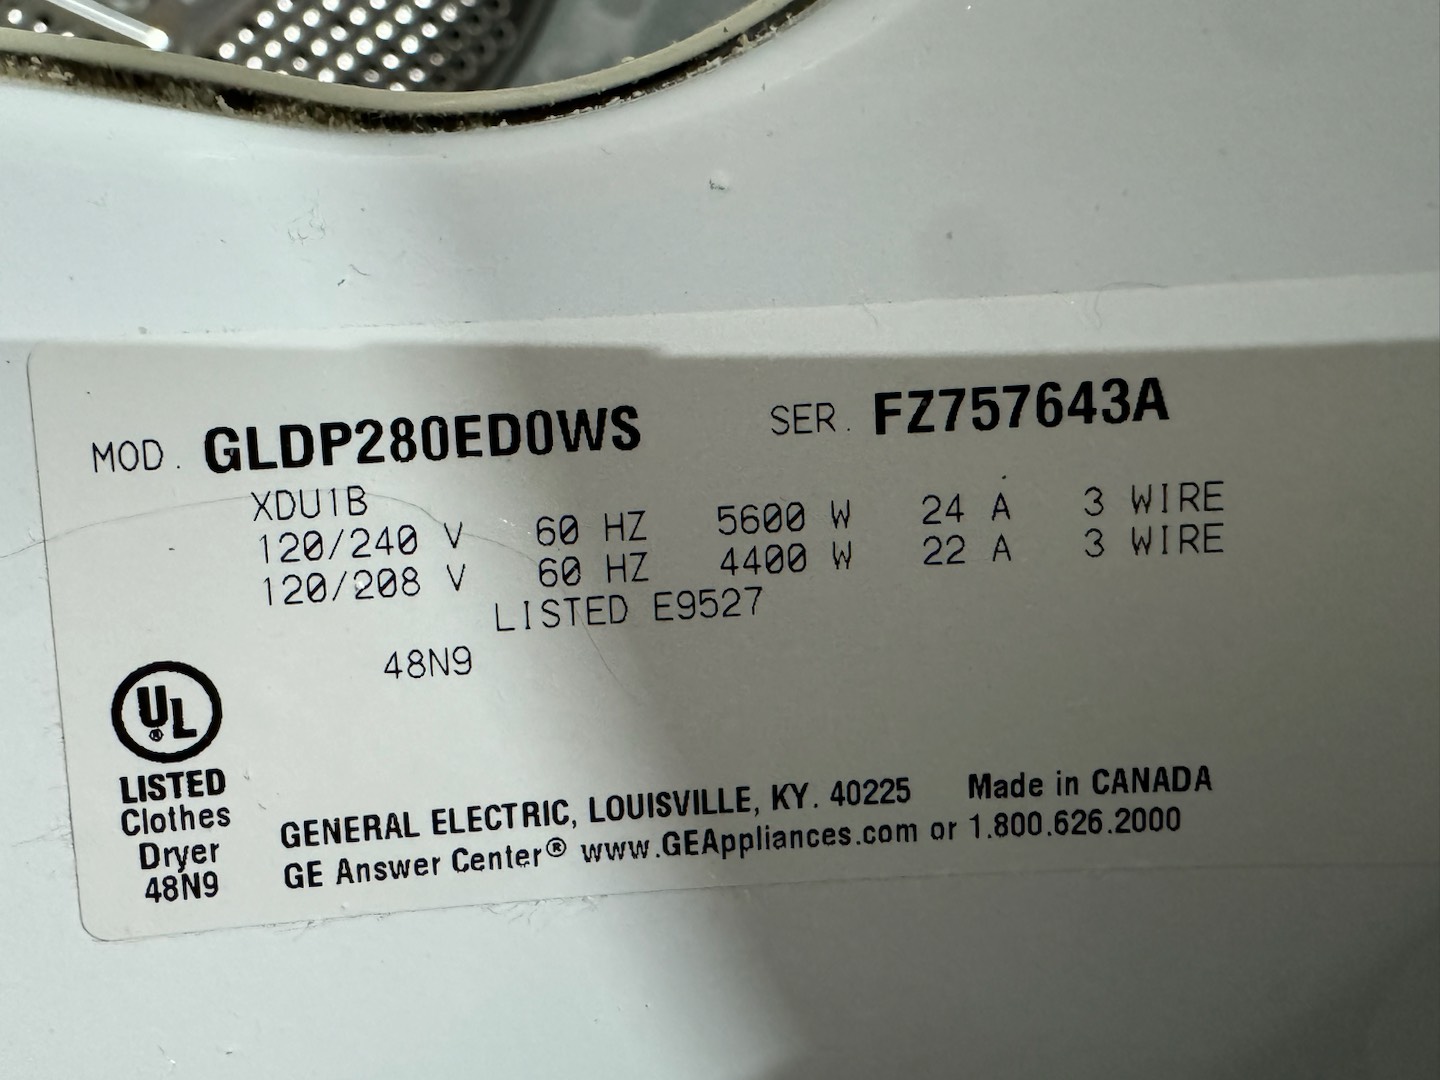 MOD. GLDP280ED0WS SER. FZ757643A
XDU1B
120/240 V 60 HZ 5600 W 24 A 3 WIRE
120/208 V 60 HZ 4400 W 22 A 3 WIRE
LISTED E9527
48N9
UL ®
LISTED
Clothes
Dryer
48N9
GENERAL ELECTRIC, LOUISVILLE, KY. 40225 Made in CANADA
GE Answer Center® www.GEAppliances.com or 1.800.626.2000